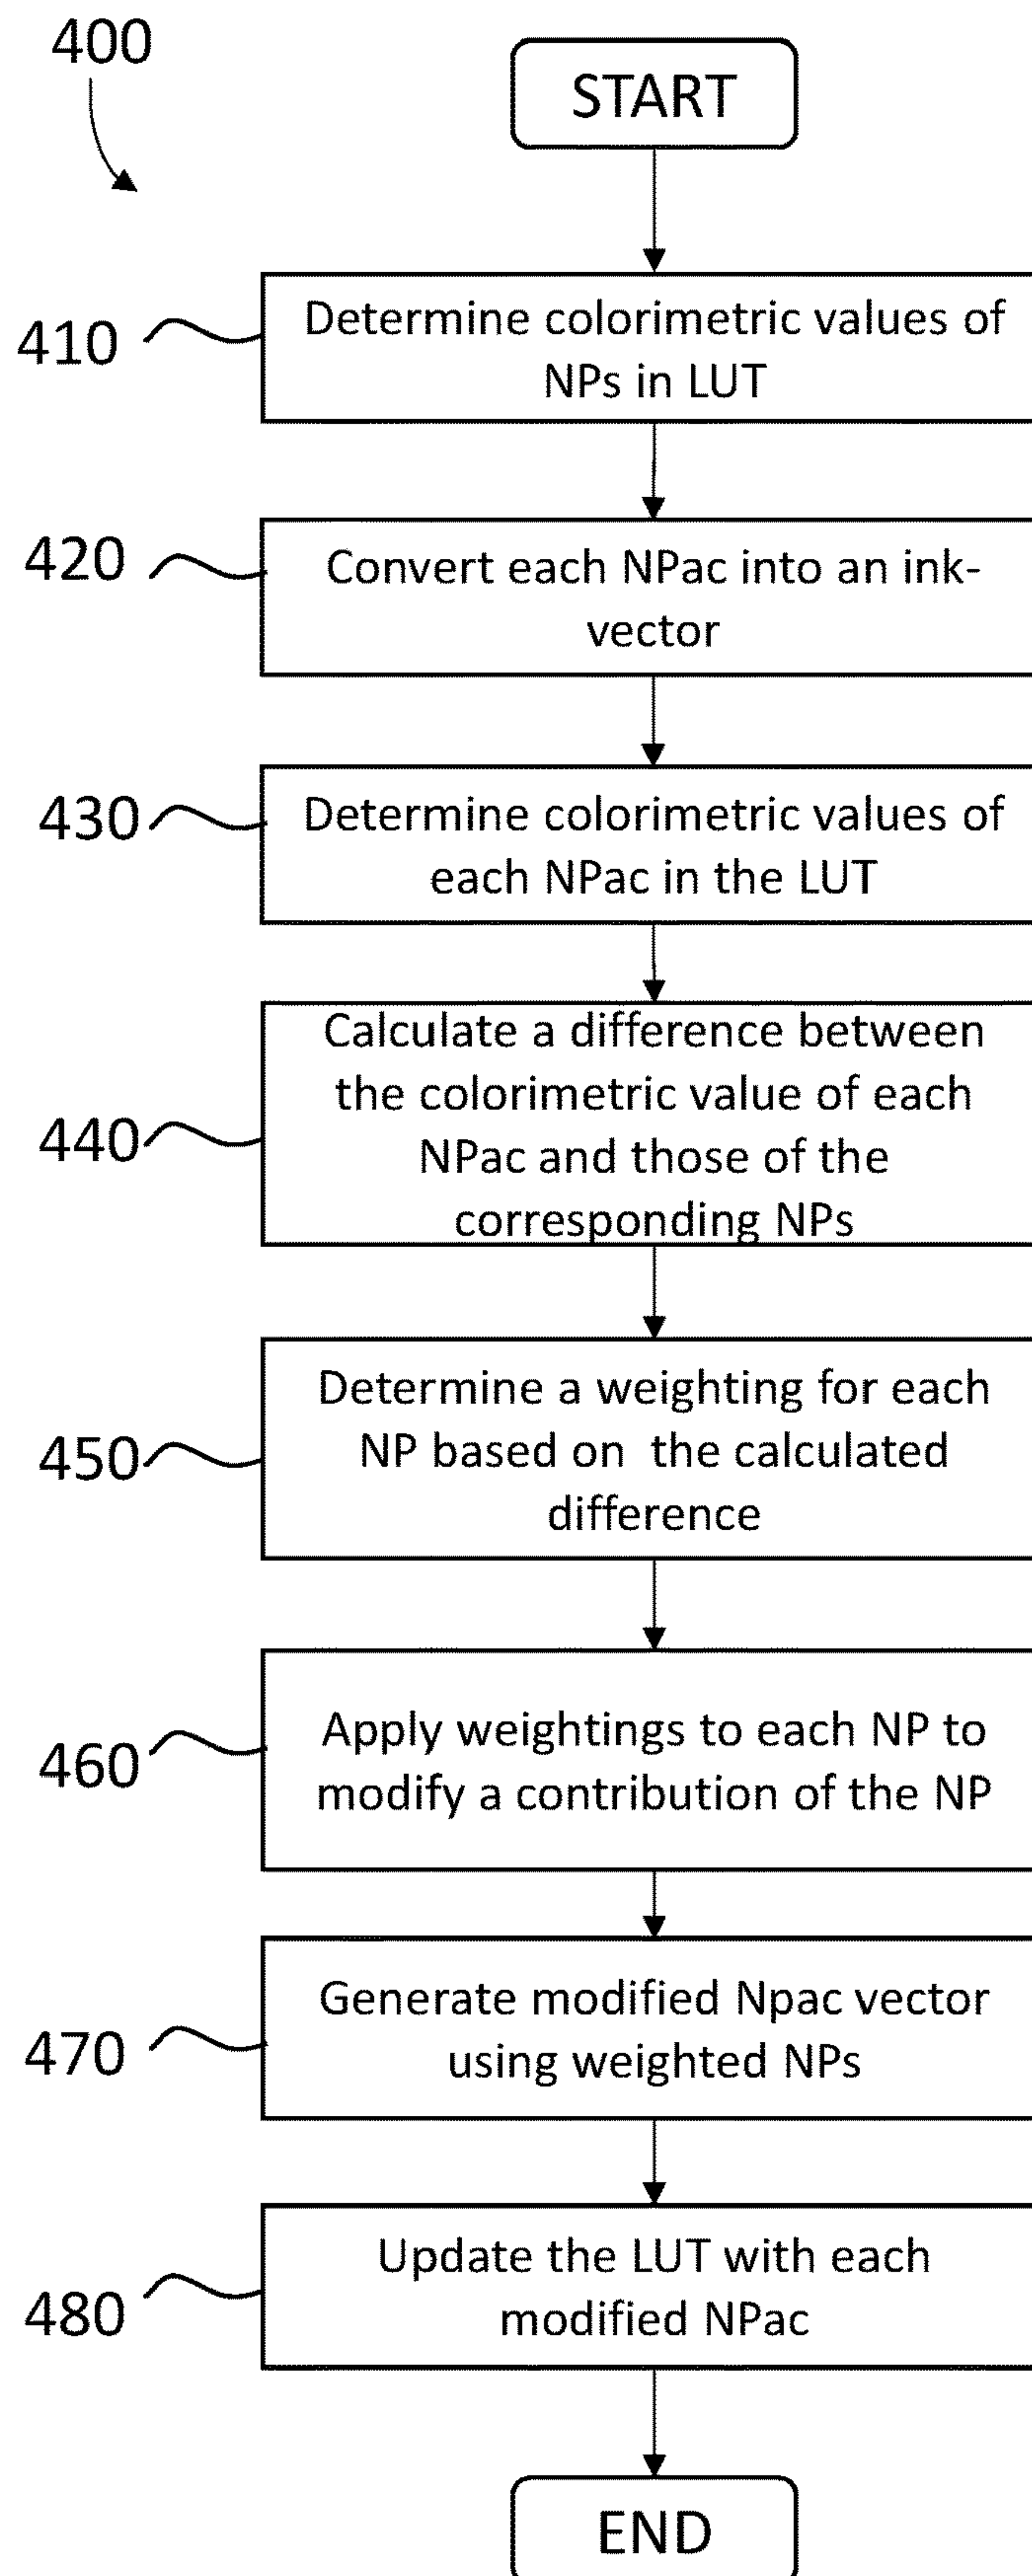 400
START
410
Determine colorimetric values of
NPs in LUT
420
Convert each NPac into an ink-
vector
430
Determine colorimetric values of
each NPac in the LUT
440
Calculate a difference between
the colorimetric value of each
NPac and those of the
corresponding NPs
450
Determine a weighting for each
NP based on the calculated
difference
460
Apply weightings to each NP to
modify a contribution of the NP
470
Generate modified Npac vector
using weighted NPs
480
Update the LUT with each
modified NPac
END